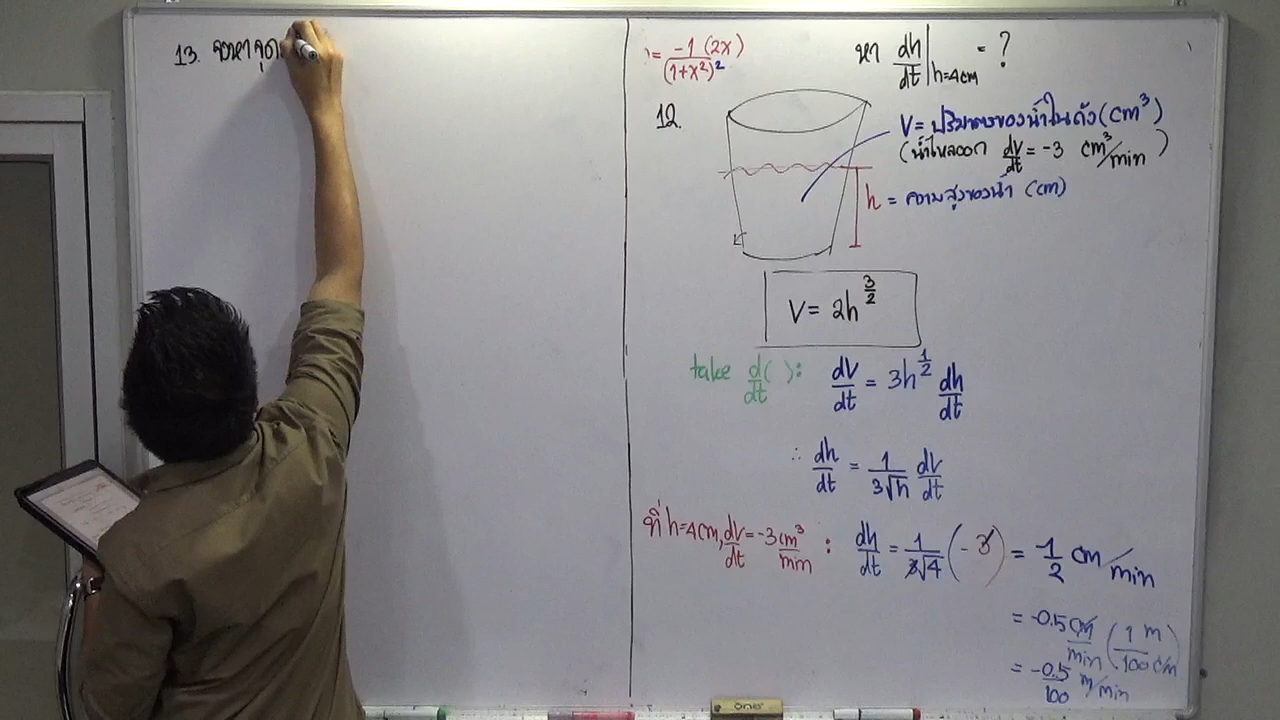 13. จงหาจุด
' = -1(2x)/(1+x²)²
หา dh/dt|h=4cm = ?
12.
V = ปริมาตรของน้ำในถัง (cm³)
(น้ำไหลออก dv/dt = -3 cm³/min)
h = ความสูงของน้ำ (cm)
V = 2h^(3/2)
take d/dt( ): dV/dt = 3h^(1/2) dh/dt
∴ dh/dt = 1/(3√h) dV/dt
ที่ h=4cm, dv/dt = -3 cm³/min : dh/dt = 1/(3√4) (-3) = -1/2 cm/min
= -0.5 cm/min (1 m/100 cm)
= -0.5/100 m/min
one